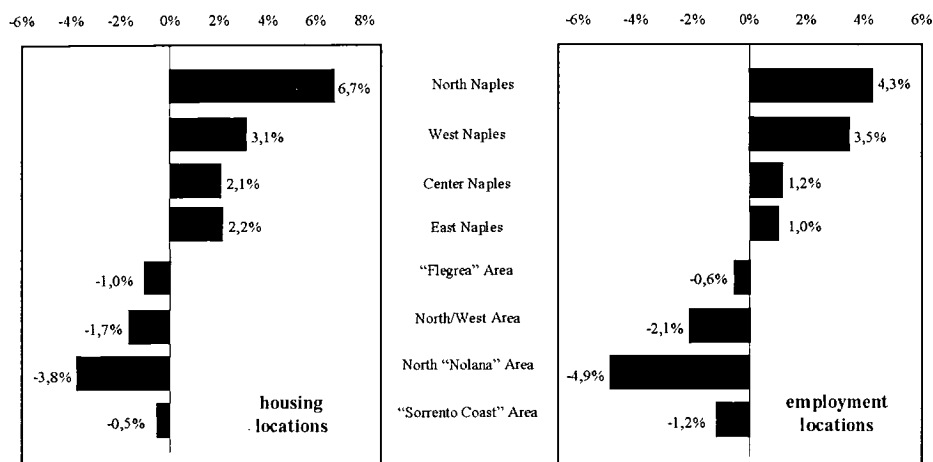 -6% -4% -2% 0% 2% 4% 6% 8% -6% -4% -2% 0% 2% 4% 6%
6,7% North Naples 4,3%
3,1% West Naples 3,5%
2,1% Center Naples 1,2%
2,2% East Naples 1,0%
-1,0% “Flegrea” Area -0,6%
-1,7% North/West Area -2,1%
-3,8% North “Nolana” Area -4,9%
-0,5% “Sorrento Coast” Area -1,2%
housing
locations
employment
locations